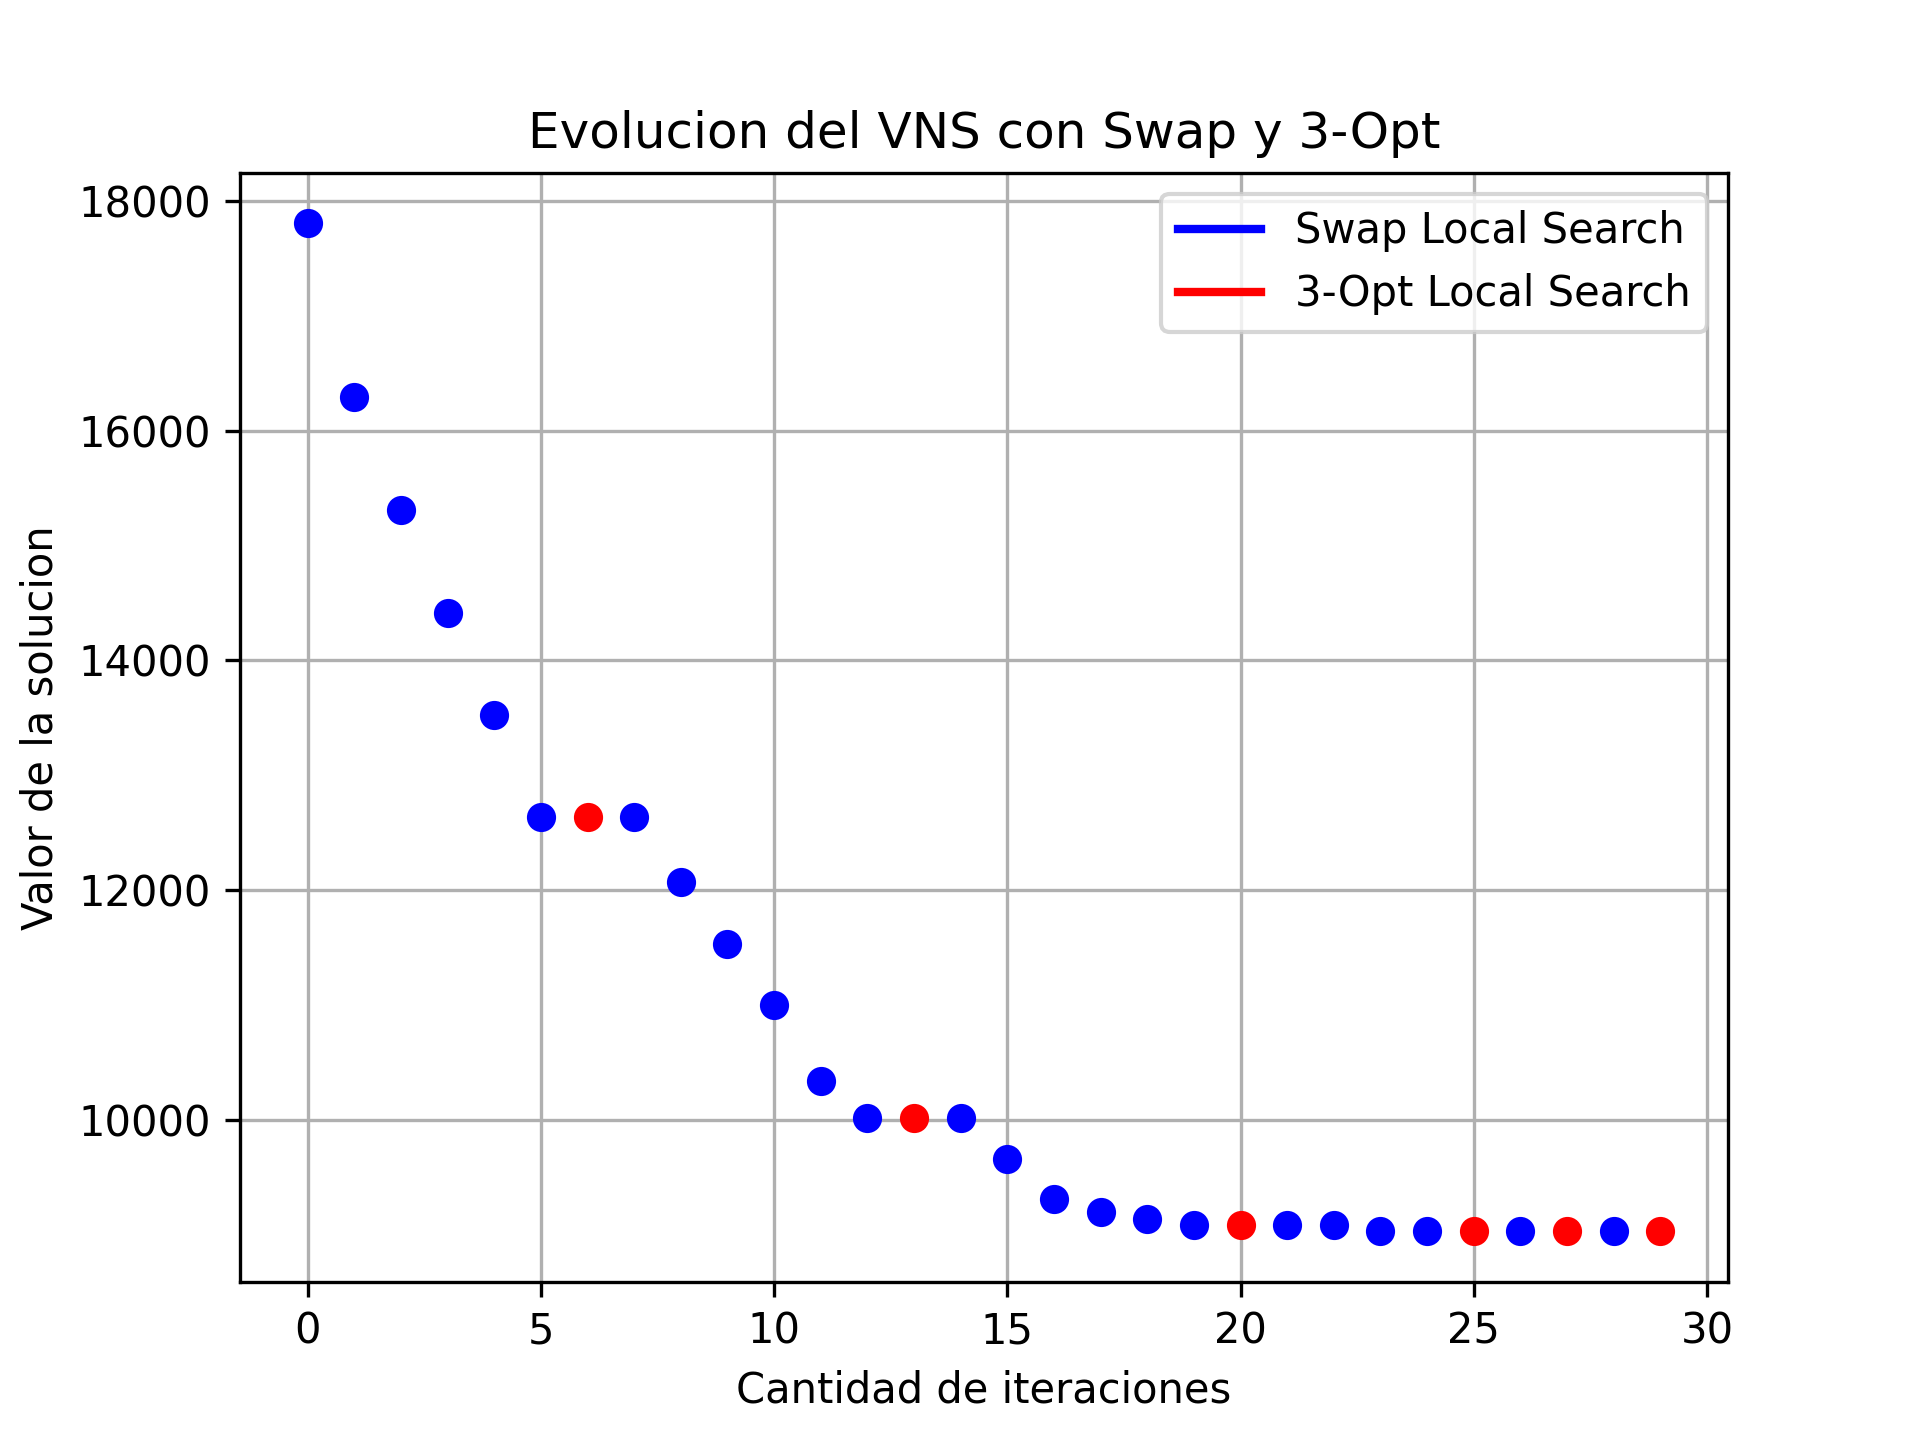 Evolucion del VNS con Swap y 3-Opt
Swap Local Search
3-Opt Local Search
Valor de la solucion
18000
16000
14000
12000
10000
0 5 10 15 20 25 30
Cantidad de iteraciones